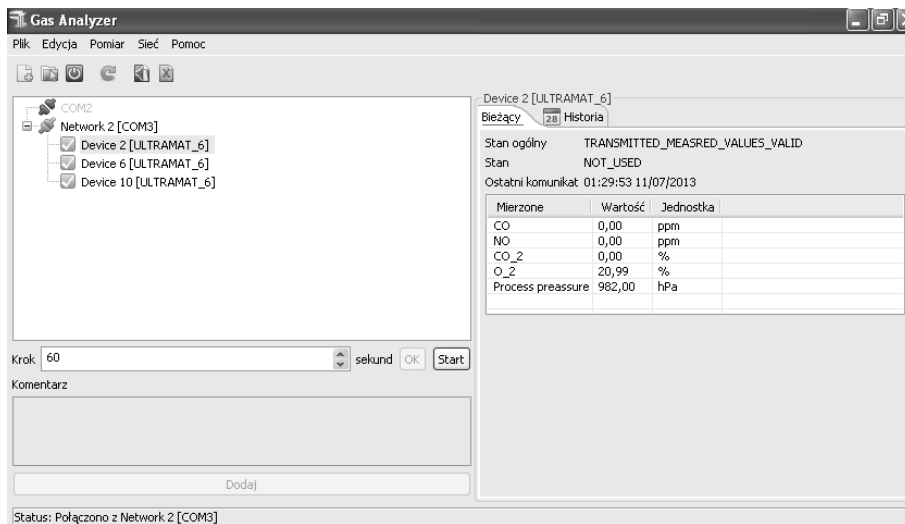 Gas Analyzer
Plik Edycja Pomiar Sieć Pomoc
COM2
Network 2 [COM3]
Device 2 [ULTRAMAT_6]
Device 6 [ULTRAMAT_6]
Device 10 [ULTRAMAT_6]
Krok 60 sekund OK Start
Komentarz
Dodaj
Device 2 [ULTRAMAT_6]
Bieżący 28 Historia
Stan ogólny TRANSMITTED_MEASRED_VALUES_VALID
Stan NOT_USED
Ostatni komunikat 01:29:53 11/07/2013
Mierzone Wartość Jednostka
CO 0,00 ppm
NO 0,00 ppm
CO_2 0,00 %
O_2 20,99 %
Process preassure 982,00 hPa
Status: Połączono z Network 2 [COM3]